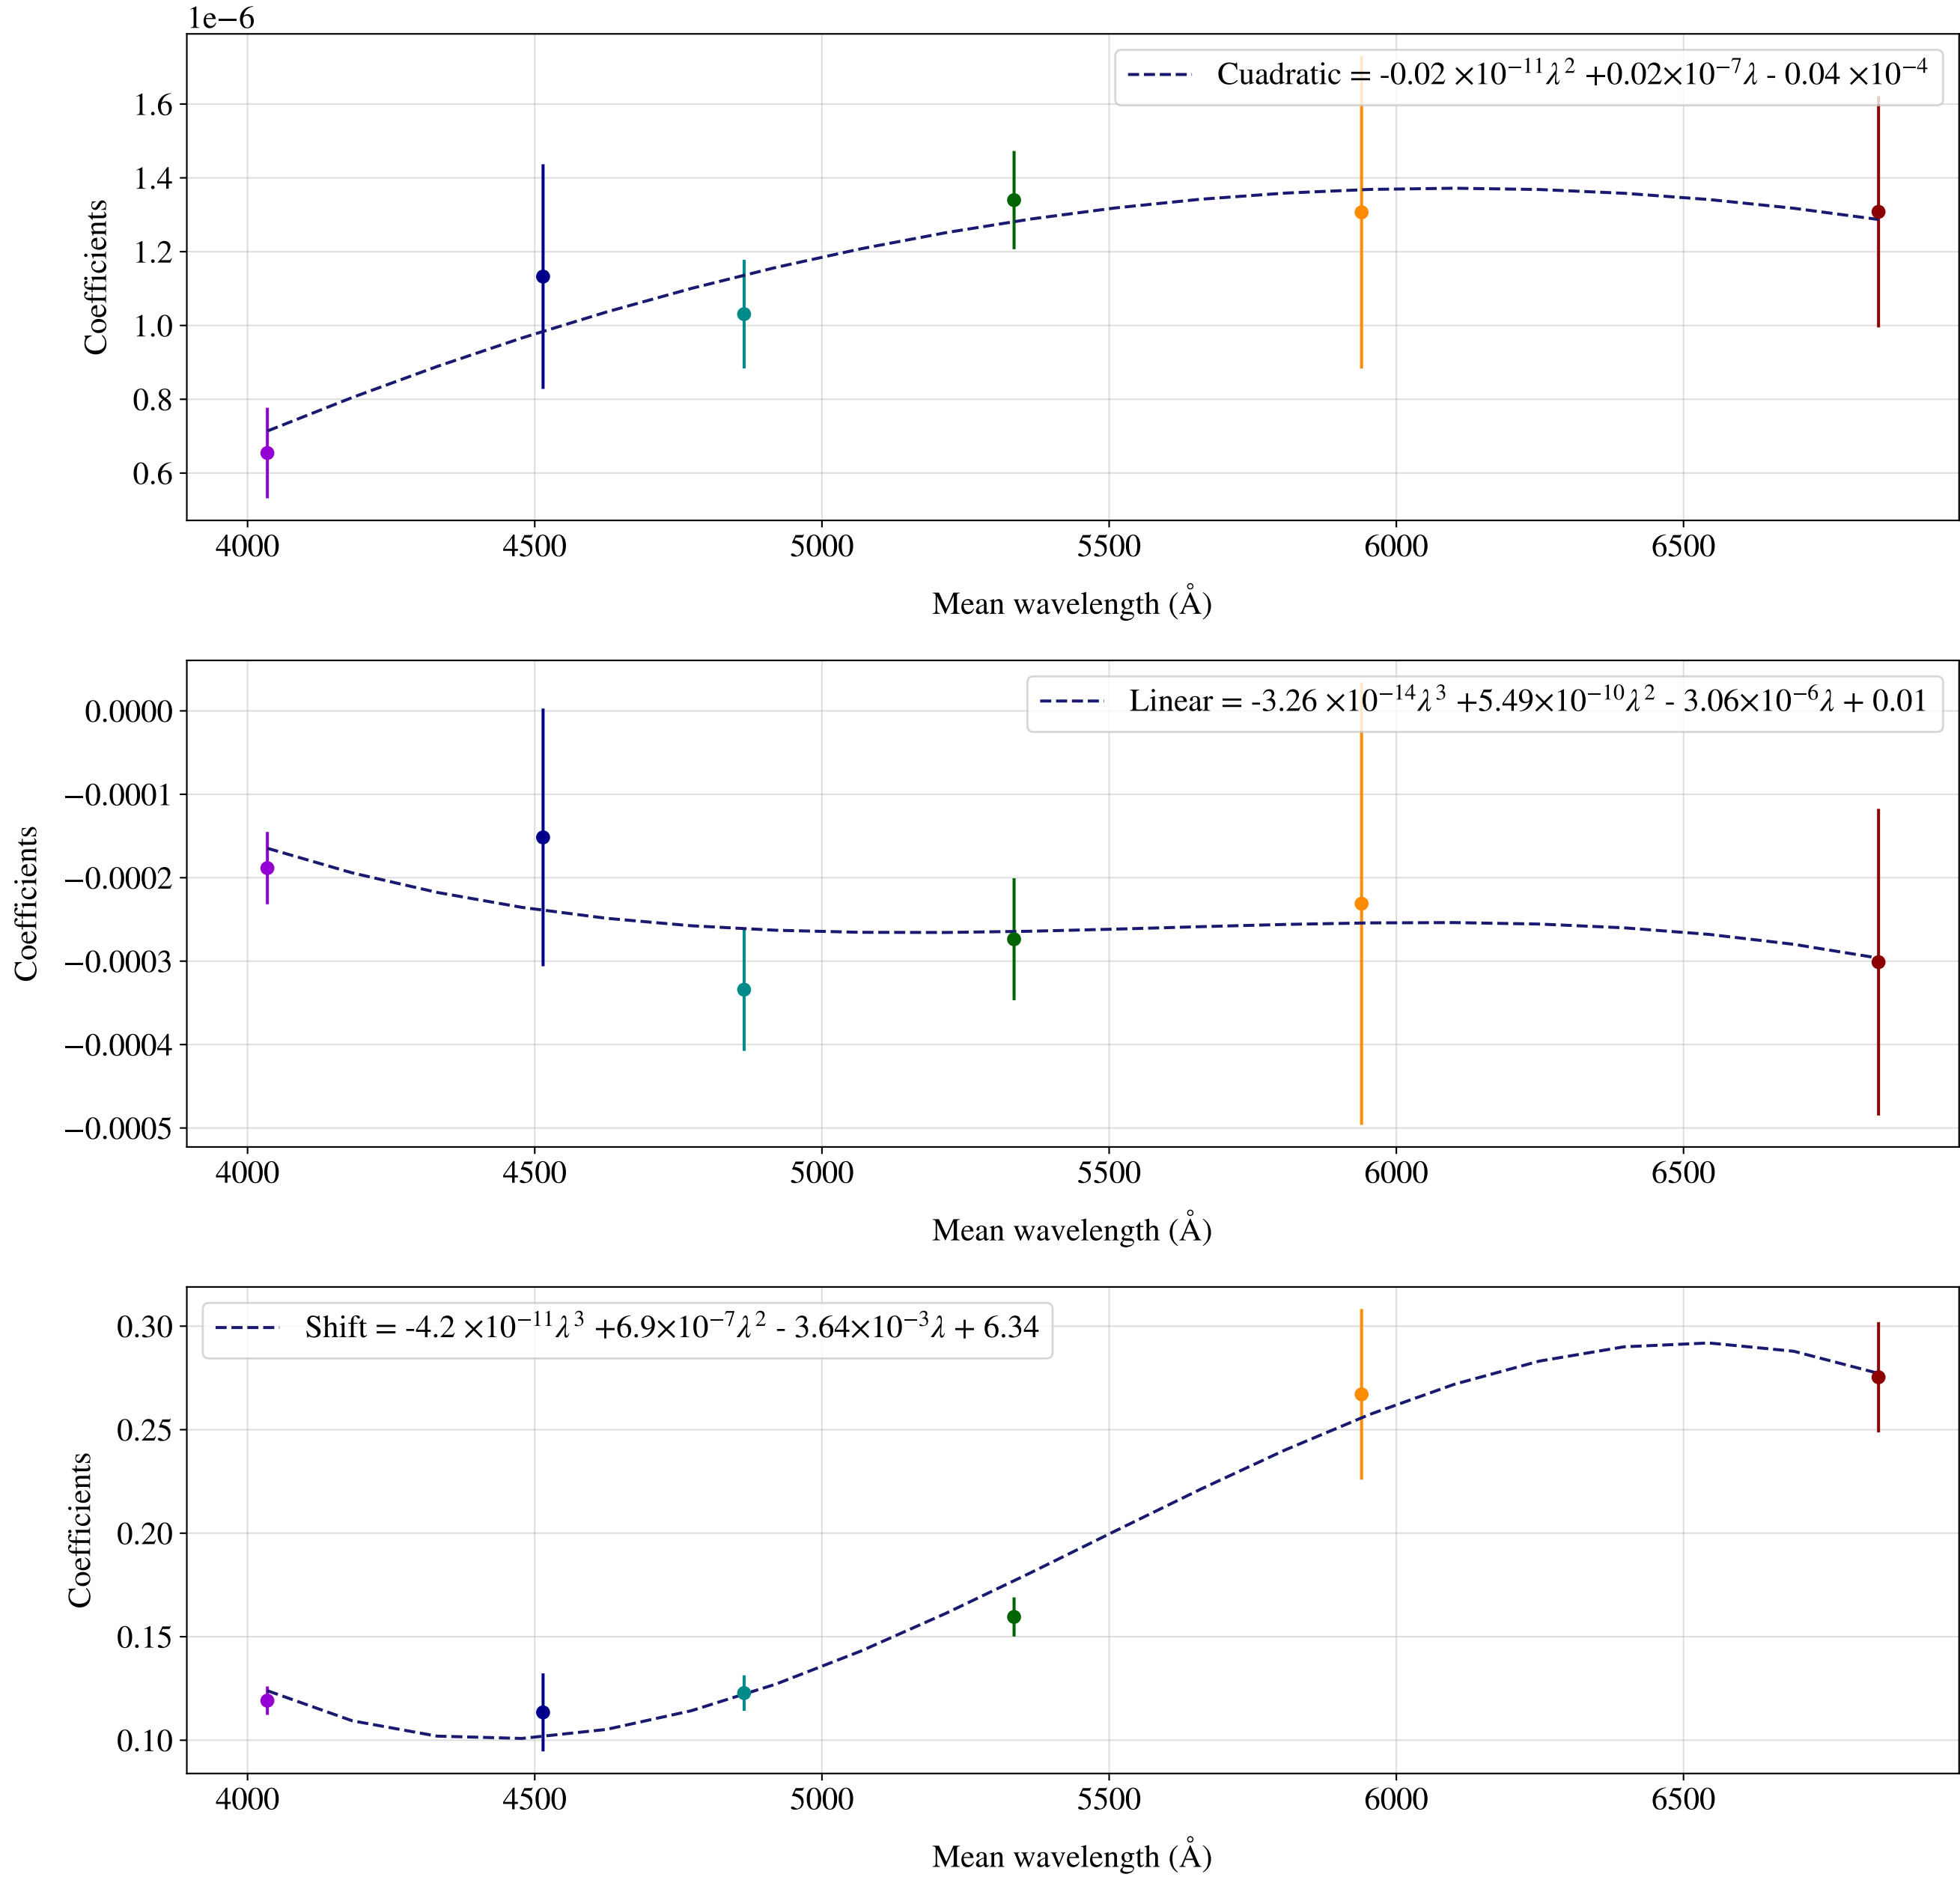 1e−6
Cuadratic = -0.02 ×10⁻¹¹λ² +0.02×10⁻⁷λ - 0.04 ×10⁻⁴
1.6
1.4
1.2
1.0
0.8
0.6
Coefficients
4000 4500 5000 5500 6000 6500
Mean wavelength (Å)
Linear = -3.26 ×10⁻¹⁴λ³ +5.49×10⁻¹⁰λ² - 3.06×10⁻⁶λ + 0.01
0.0000
−0.0001
−0.0002
−0.0003
−0.0004
−0.0005
Coefficients
4000 4500 5000 5500 6000 6500
Mean wavelength (Å)
Shift = -4.2 ×10⁻¹¹λ³ +6.9×10⁻⁷λ² - 3.64×10⁻³λ + 6.34
0.30
0.25
0.20
0.15
0.10
Coefficients
4000 4500 5000 5500 6000 6500
Mean wavelength (Å)